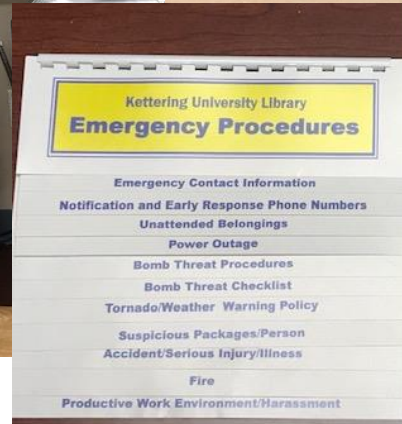 Kettering University Library
Emergency Procedures
Emergency Contact Information
Notification and Early Response Phone Numbers
Unattended Belongings
Power Outage
Bomb Threat Procedures
Bomb Threat Checklist
Tornado/Weather Warning Policy
Suspicious Packages/Person
Accident/Serious Injury/Illness
Fire
Productive Work Environment/Harassment